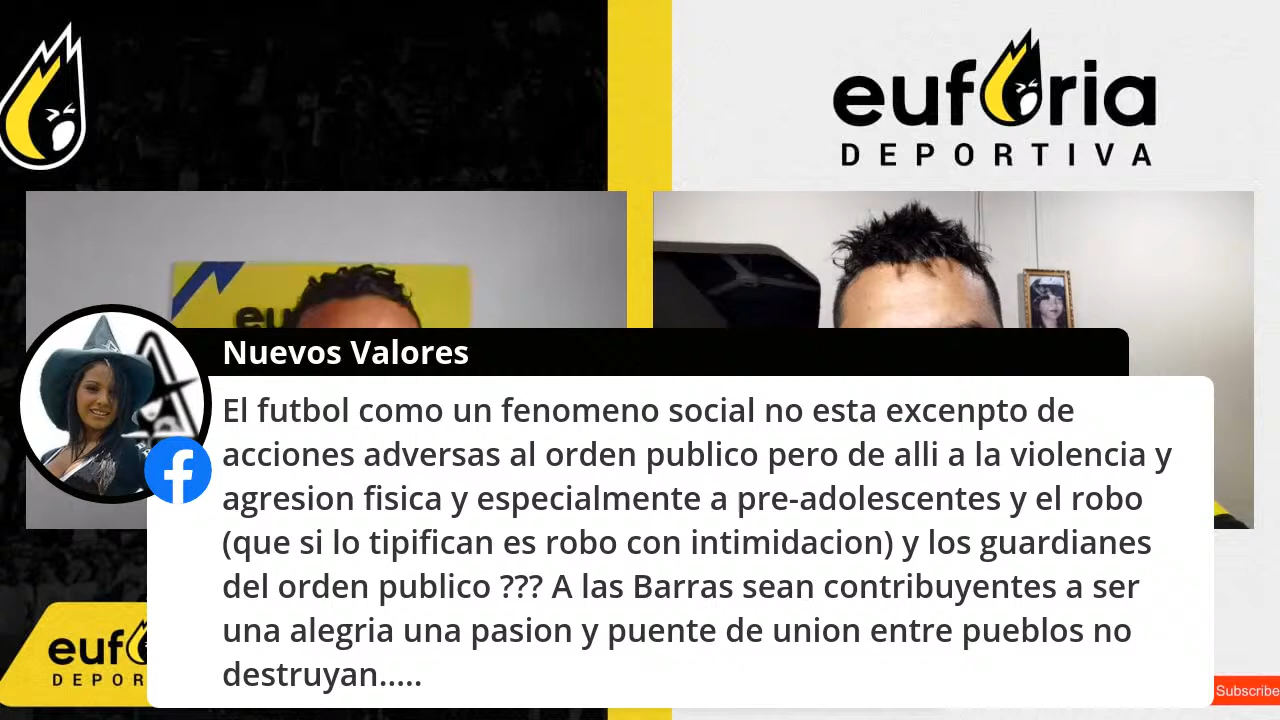 euforia
DEPORTIVA
eu
Nuevos Valores
El futbol como un fenomeno social no esta excenpto de
acciones adversas al orden publico pero de alli a la violencia y
agresion fisica y especialmente a pre-adolescentes y el robo
(que si lo tipifican es robo con intimidacion) y los guardianes
del orden publico ??? A las Barras sean contribuyentes a ser
una alegria una pasion y puente de union entre pueblos no
destruyan.....
euf
DEPOR
Subscribe